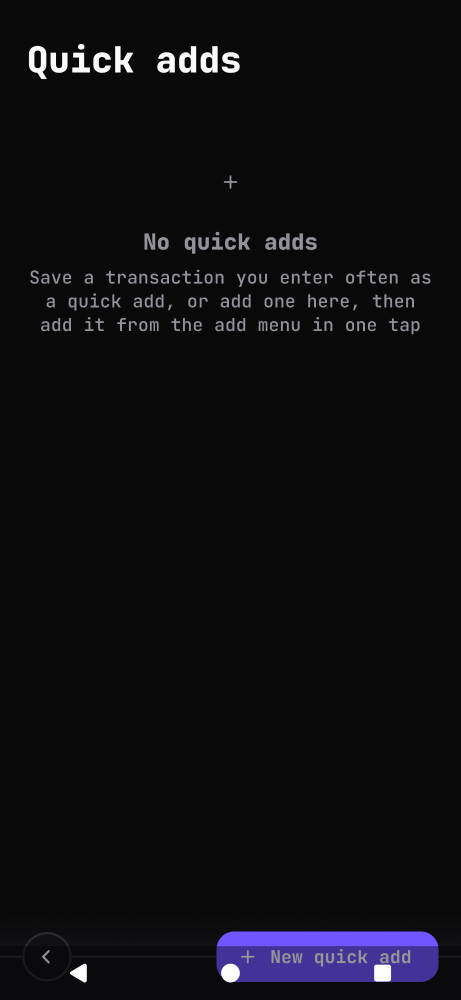 Quick adds
No quick adds
Save a transaction you enter often as
a quick add, or add one here, then
add it from the add menu in one tap
+ New quick add